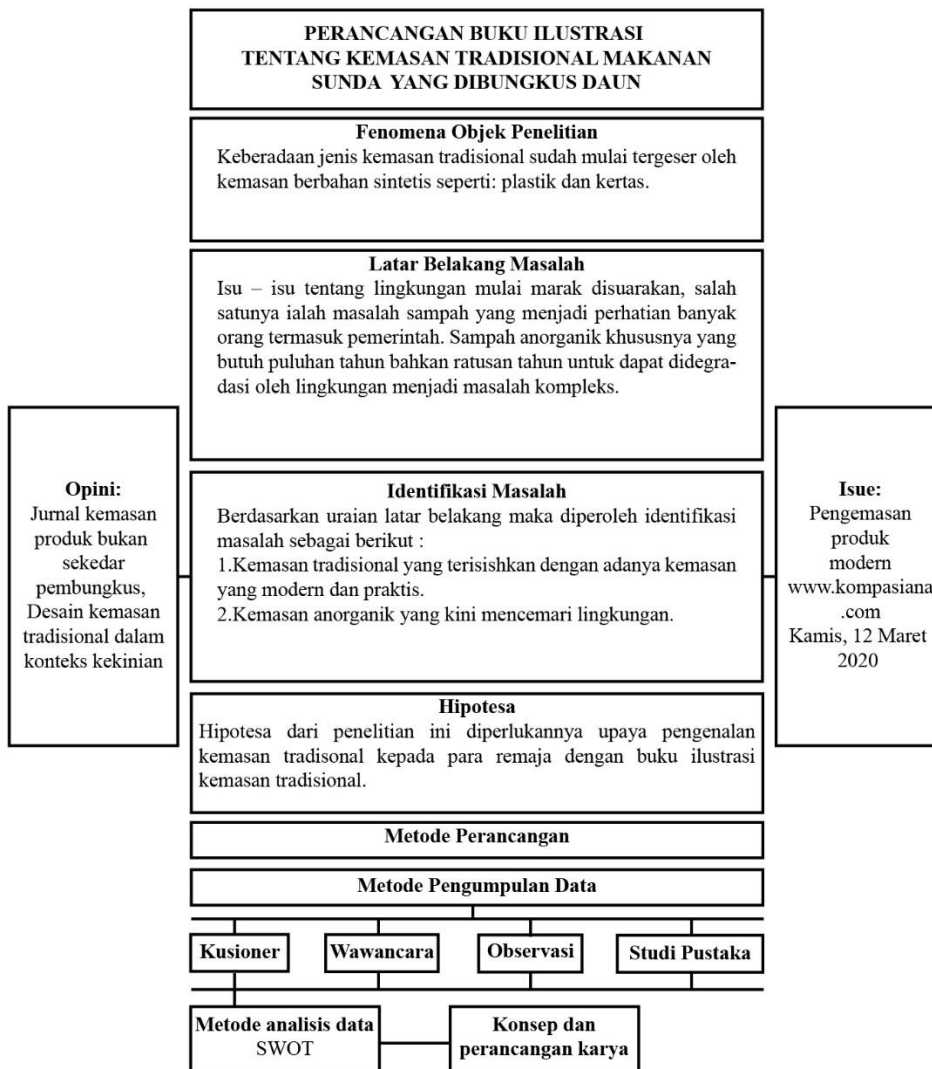 PERANCANGAN BUKU ILUSTRASI
TENTANG KEMASAN TRADISIONAL MAKANAN
SUNDA YANG DIBUNGKUS DAUN
Fenomena Objek Penelitian
Keberadaan jenis kemasan tradisional sudah mulai tergeser oleh
kemasan berbahan sintetis seperti: plastik dan kertas.
Latar Belakang Masalah
Isu – isu tentang lingkungan mulai marak disuarakan, salah
satunya ialah masalah sampah yang menjadi perhatian banyak
orang termasuk pemerintah. Sampah anorganik khususnya yang
butuh puluhan tahun bahkan ratusan tahun untuk dapat didegra-
dasi oleh lingkungan menjadi masalah kompleks.
Opini:
Jurnal kemasan
produk bukan
sekedar
pembungkus,
Desain kemasan
tradisional dalam
konteks kekinian
Identifikasi Masalah
Berdasarkan uraian latar belakang maka diperoleh identifikasi
masalah sebagai berikut :
1.Kemasan tradisional yang terisishkan dengan adanya kemasan
yang modern dan praktis.
2.Kemasan anorganik yang kini mencemari lingkungan.
Isue:
Pengemasan
produk
modern
www.kompasiana
.com
Kamis, 12 Maret
2020
Hipotesa
Hipotesa dari penelitian ini diperlukannya upaya pengenalan
kemasan tradisonal kepada para remaja dengan buku ilustrasi
kemasan tradisional.
Metode Perancangan
Metode Pengumpulan Data
Kusioner
Wawancara
Observasi
Studi Pustaka
Metode analisis data
SWOT
Konsep dan
perancangan karya